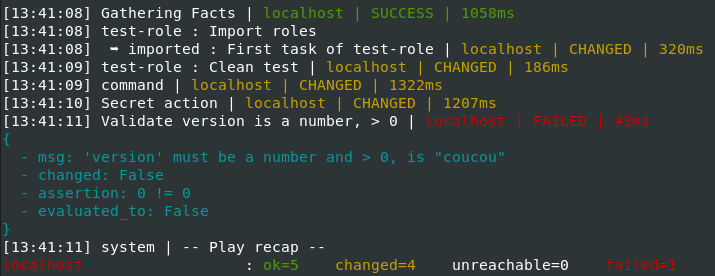 [13:41:08] Gathering Facts | localhost | SUCCESS | 1058ms
[13:41:08] test-role : Import roles
[13:41:08]  ➥ imported : First task of test-role | localhost | CHANGED | 320ms
[13:41:09] test-role : Clean test | localhost | CHANGED | 186ms
[13:41:09] command | localhost | CHANGED | 1322ms
[13:41:10] Secret action | localhost | CHANGED | 1207ms
[13:41:11] Validate version is a number, > 0 | localhost | FAILED | 43ms
{
  - msg: 'version' must be a number and > 0, is "coucou"
  - changed: False
  - assertion: 0 != 0
  - evaluated_to: False
}
[13:41:11] system | -- Play recap --
localhost                  : ok=5    changed=4    unreachable=0    failed=1